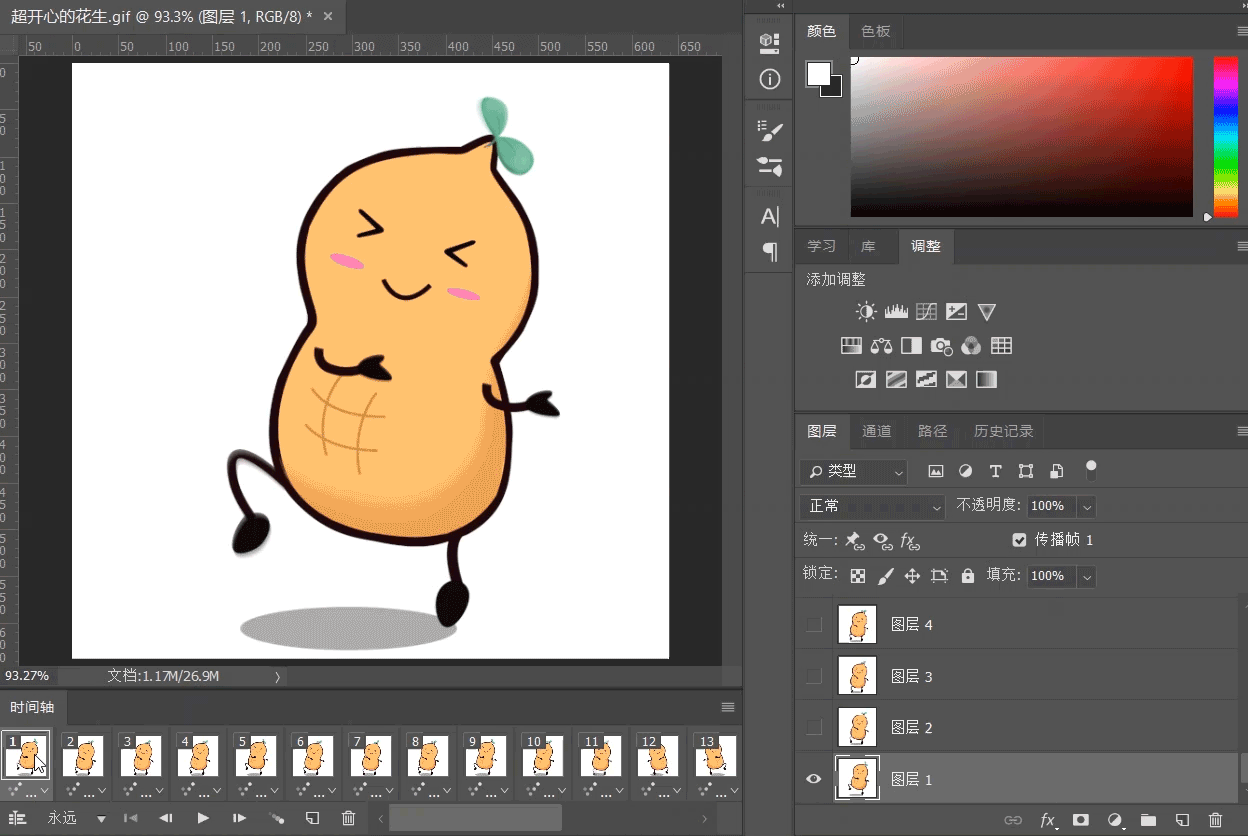 超开心的花生.gif @ 93.3% (图层 1, RGB/8) * ×
50 0 50 100 150 200 250 300 350 400 450 500 550 600 650
颜色 色板
学习 库 调整
添加调整
图层 通道 路径 历史记录
类型
正常 不透明度: 100%
统一: 传播帧 1
锁定: 填充: 100%
图层 4
图层 3
图层 2
图层 1
fx
93.27% 文档:1.17M/26.9M
时间轴
1 2 3 4 5 6 7 8 9 10 11 12 13
永远